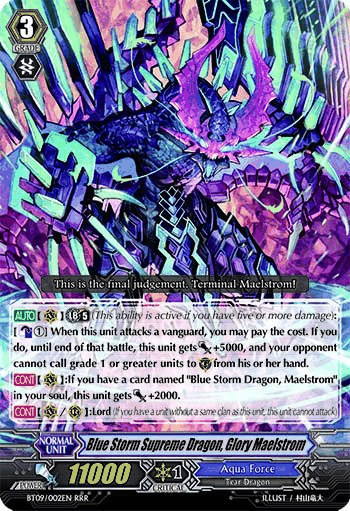 3
GRADE
This is the final judgement. Terminal Maelstrom!
AUTO [ ] LB 5 (This ability is active if you have five or more damage):
[ ①] When this unit attacks a vanguard, you may pay the cost. If you
do, until end of that battle, this unit gets +5000, and your opponent
cannot call grade 1 or greater units to from his or her hand.
CONT [ ]:If you have a card named "Blue Storm Dragon, Maelstrom"
in your soul, this unit gets +2000.
CONT [ / ]:Lord (If you have a unit without a same clan as this unit, this unit cannot attack)
NORMAL UNIT
Blue Storm Supreme Dragon, Glory Maelstrom
POWER
11000
1
CRITICAL
Aqua Force
Tear Dragon
BT09/002EN RRR
ILLUST / 村山竜大